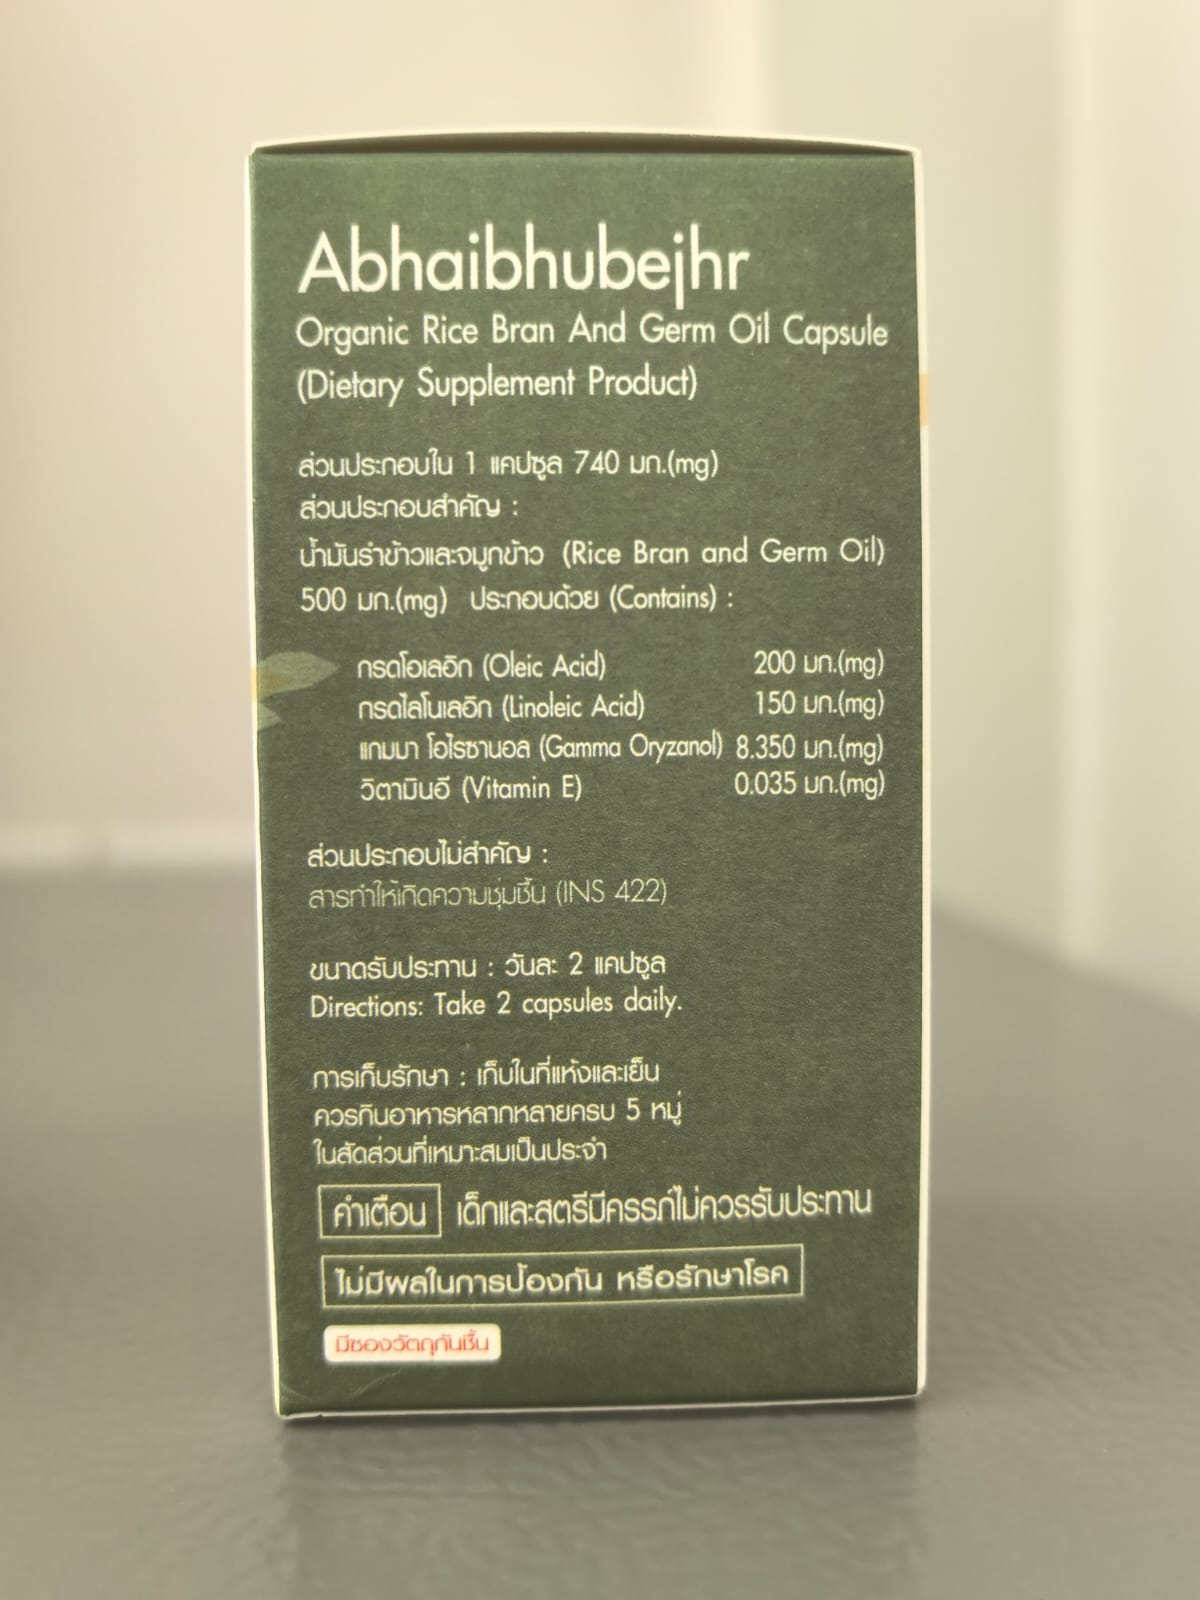 Abhaibhubejhr
Organic Rice Bran And Germ Oil Capsule
(Dietary Supplement Product)
ส่วนประกอบใน 1 แคปซูล 740 มก.(mg)
ส่วนประกอบสำคัญ :
น้ำมันรำข้าวและจมูกข้าว (Rice Bran and Germ Oil)
500 มก.(mg) ประกอบด้วย (Contains) :
กรดโอเลอิก (Oleic Acid) 200 มก.(mg)
กรดไลโนเลอิก (Linoleic Acid) 150 มก.(mg)
แกมมา โอไรซานอล (Gamma Oryzanol) 8.350 มก.(mg)
วิตามินอี (Vitamin E) 0.035 มก.(mg)
ส่วนประกอบไม่สำคัญ :
สารทำให้เกิดความชุ่มชื้น (INS 422)
ขนาดรับประทาน : วันละ 2 แคปซูล
Directions: Take 2 capsules daily.
การเก็บรักษา : เก็บในที่แห้งและเย็น
ควรกินอาหารหลากหลายครบ 5 หมู่
ในสัดส่วนที่เหมาะสมเป็นประจำ
คำเตือน เด็กและสตรีมีครรภ์ไม่ควรรับประทาน
ไม่มีผลในการป้องกัน หรือรักษาโรค
มีซองวัตถุกันชื้น